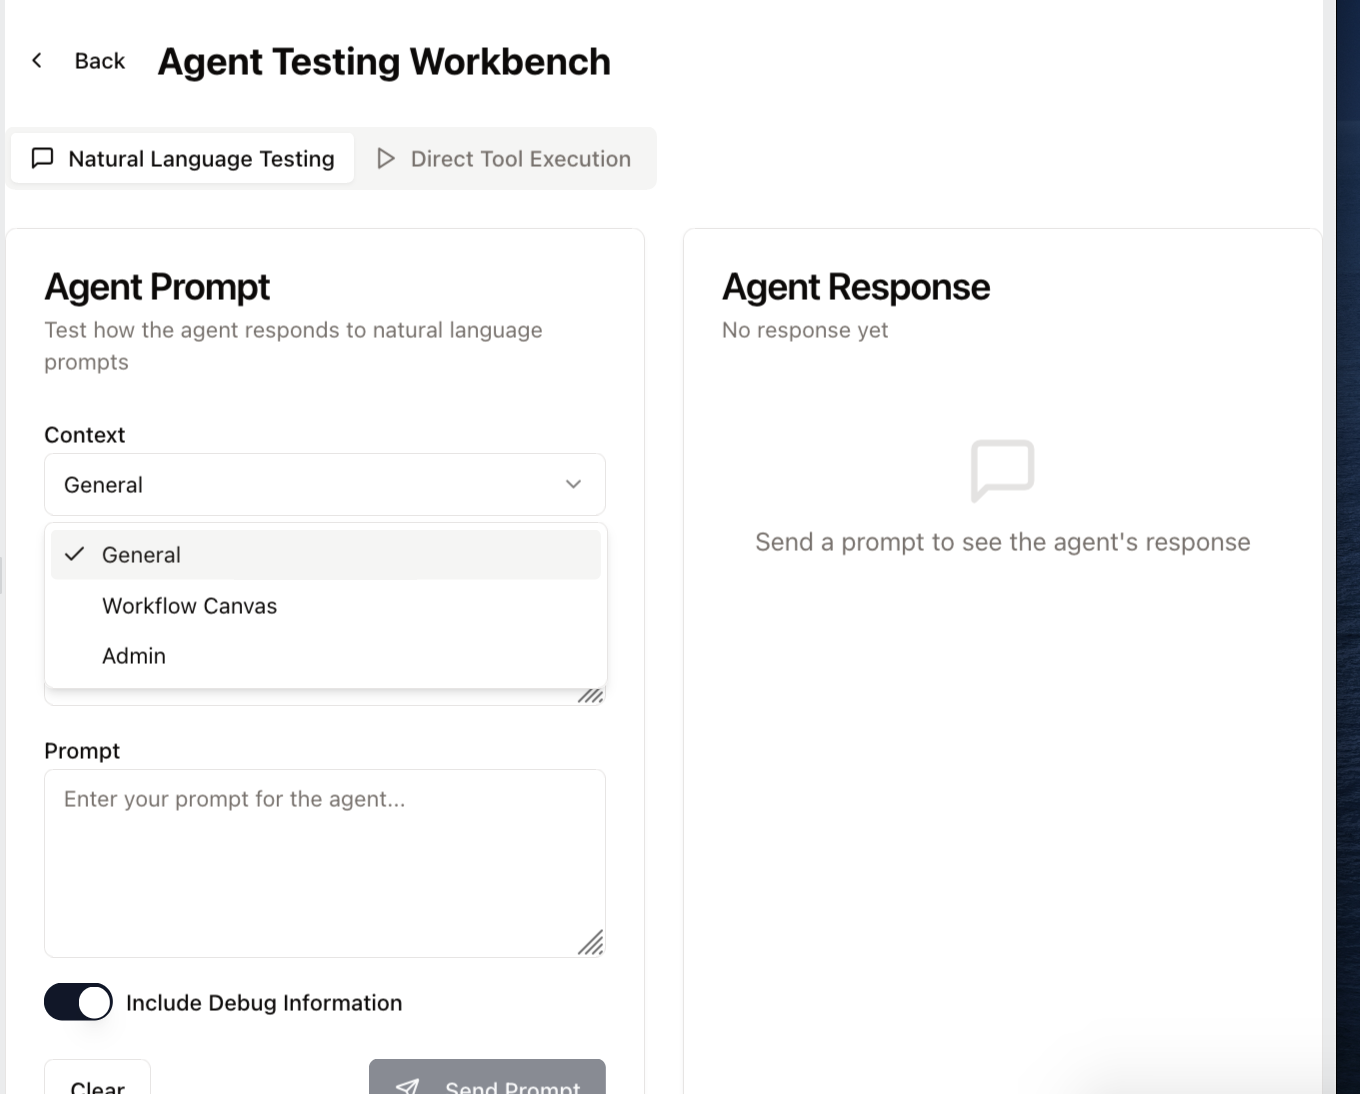 Back
Agent Testing Workbench
Natural Language Testing
Direct Tool Execution
Agent Prompt
Test how the agent responds to natural language
prompts
Context
General
General
Workflow Canvas
Admin
Prompt
Enter your prompt for the agent...
Include Debug Information
Clear
Send Prompt
Agent Response
No response yet
Send a prompt to see the agent's response